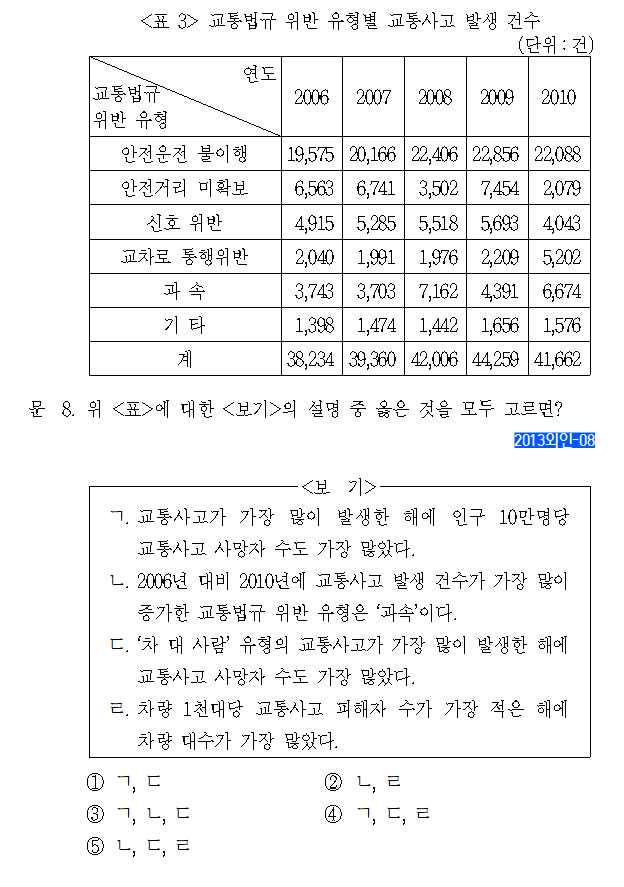 <표 3> 교통법규 위반 유형별 교통사고 발생 건수
(단위 : 건)
연도
교통법규
위반 유형
2006 2007 2008 2009 2010
안전운전 불이행 19,575 20,166 22,406 22,856 22,088
안전거리 미확보 6,563 6,741 3,502 7,454 2,079
신호 위반 4,915 5,285 5,518 5,693 4,043
교차로 통행위반 2,040 1,991 1,976 2,209 5,202
과 속 3,743 3,703 7,162 4,391 6,674
기 타 1,398 1,474 1,442 1,656 1,576
계 38,234 39,360 42,006 44,259 41,662
문 8. 위 <표>에 대한 <보기>의 설명 중 옳은 것을 모두 고르면?
2013외인-08
<보 기>
ㄱ. 교통사고가 가장 많이 발생한 해에 인구 10만명당
교통사고 사망자 수도 가장 많았다.
ㄴ. 2006년 대비 2010년에 교통사고 발생 건수가 가장 많이
증가한 교통법규 위반 유형은 ‘과속’이다.
ㄷ. ‘차 대 사람’ 유형의 교통사고가 가장 많이 발생한 해에
교통사고 사망자 수도 가장 많았다.
ㄹ. 차량 1천대당 교통사고 피해자 수가 가장 적은 해에
차량 대수가 가장 많았다.
① ㄱ, ㄷ ② ㄴ, ㄹ
③ ㄱ, ㄴ, ㄷ ④ ㄱ, ㄷ, ㄹ
⑤ ㄴ, ㄷ, ㄹ